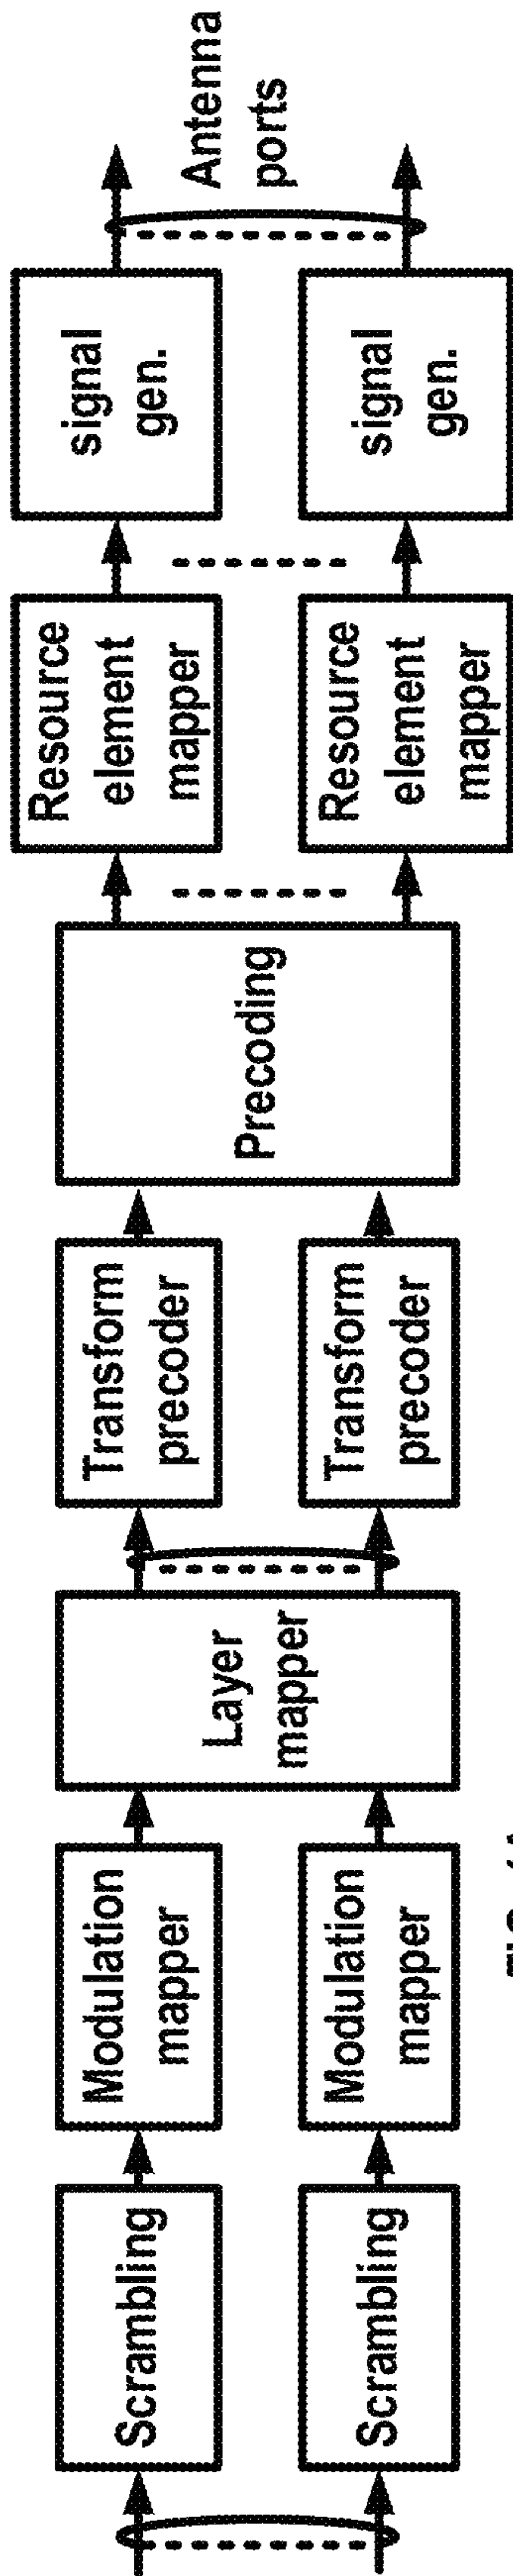 Scrambling
Scrambling
Modulation
mapper
Modulation
mapper
Layer
mapper
Transform
precoder
Transform
precoder
Precoding
Resource
element
mapper
Resource
element
mapper
signal
gen.
signal
gen.
Antenna
ports